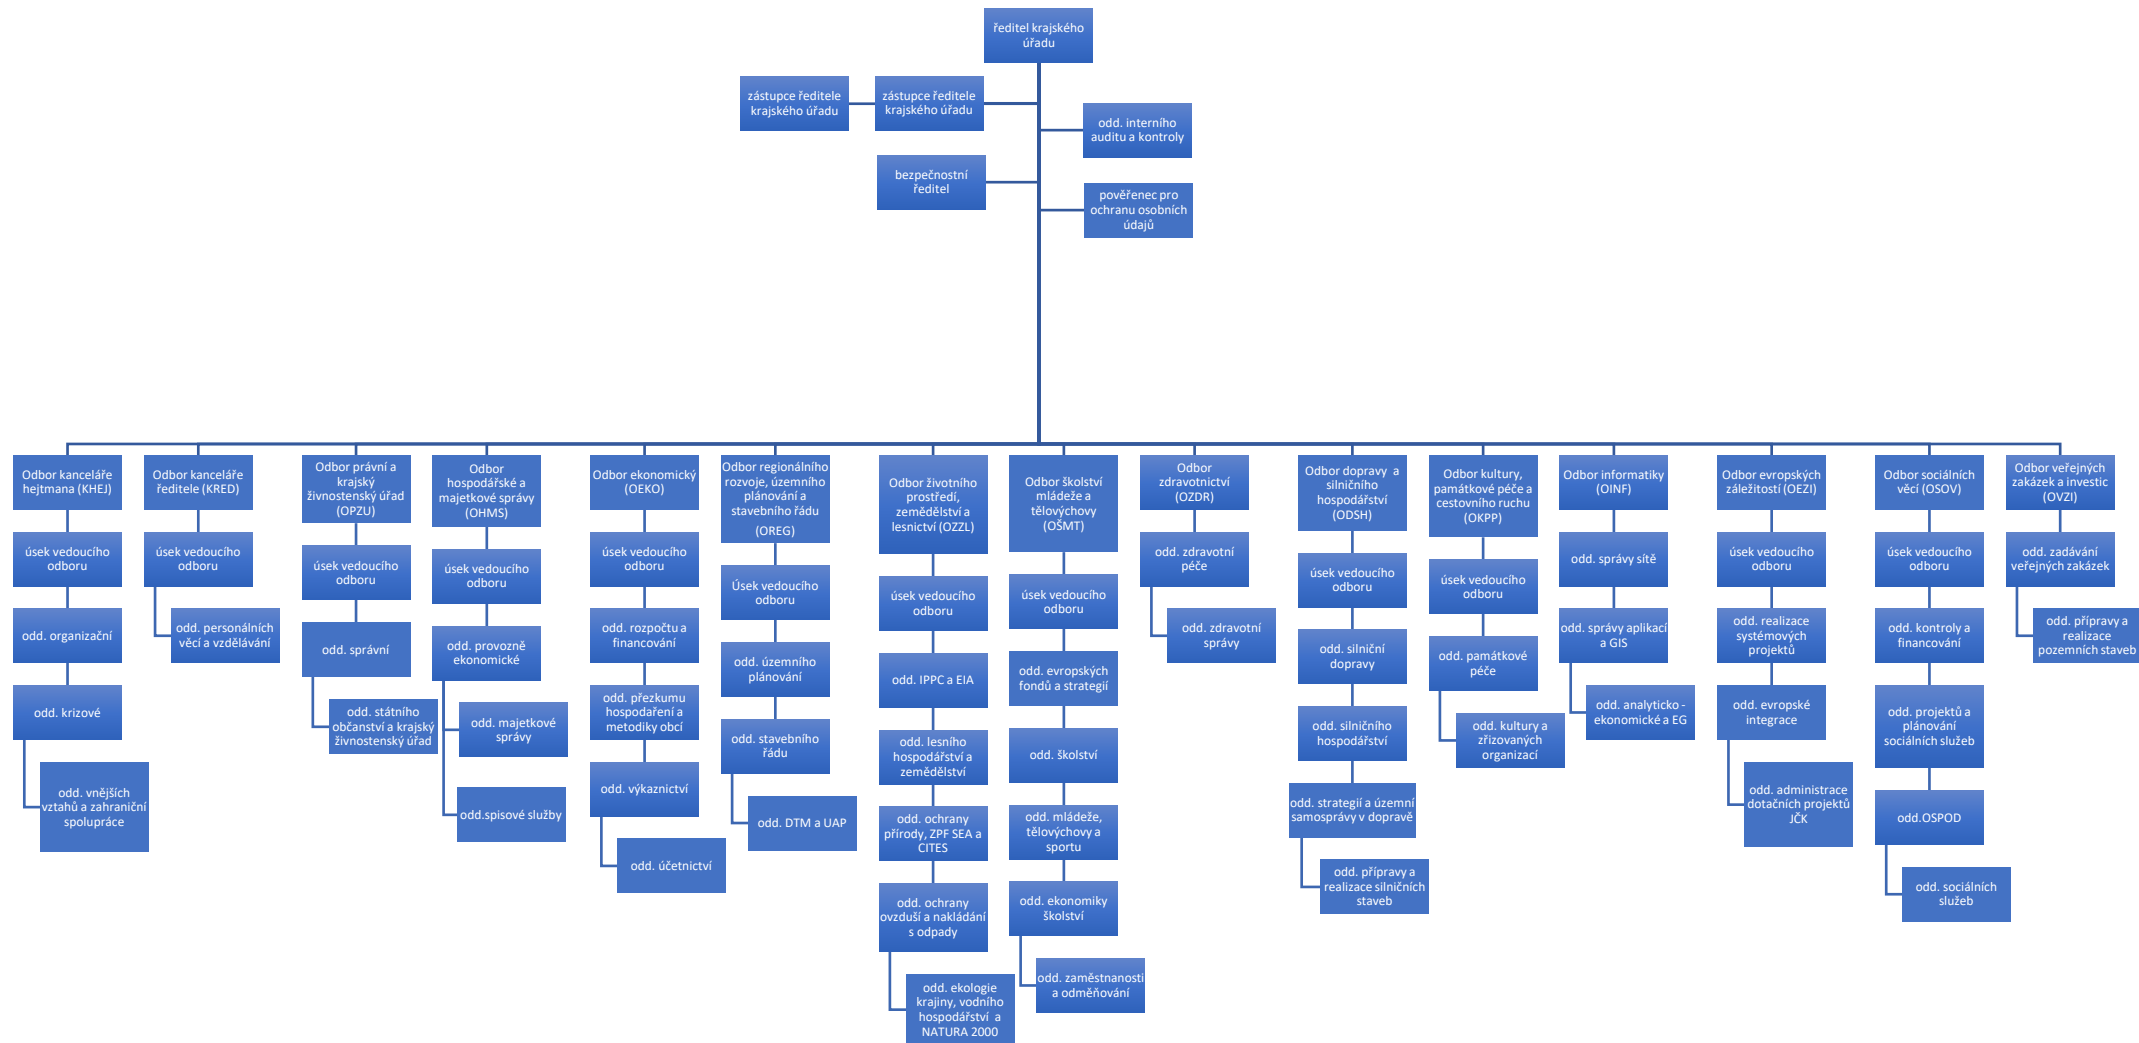 ředitel krajského
úřadu
zástupce ředitele
krajského úřadu
zástupce ředitele
krajského úřadu
odd. interního
auditu a kontroly
bezpečnostní
ředitel
pověřenec pro
ochranu osobních
údajů
Odbor kanceláře
hejtmana (KHEJ)
úsek vedoucího
odboru
odd. organizační
odd. krizové
odd. vnějších
vztahů a zahraniční
spolupráce
Odbor kanceláře
ředitele (KRED)
úsek vedoucího
odboru
odd. personálních
věcí a vzdělávání
Odbor právní a
krajský
živnostenský úřad
(OPZU)
úsek vedoucího
odboru
odd. správní
odd. státního
občanství a krajský
živnostenský úřad
Odbor
hospodářské a
majetkové správy
(OHMS)
úsek vedoucího
odboru
odd. provozně
ekonomické
odd. majetkové
správy
odd.spisové služby
Odbor ekonomický
(OEKO)
úsek vedoucího
odboru
odd. rozpočtu a
financování
odd. přezkumu
hospodaření a
metodiky obcí
odd. výkaznictví
odd. účetnictví
Odbor regionálního
rozvoje, územního
plánování a
stavebního řádu
(OREG)
Úsek vedoucího
odboru
odd. územního
plánování
odd. stavebního
řádu
odd. DTM a UAP
Odbor životního
prostředí,
zemědělství a
lesnictví (OZZL)
úsek vedoucího
odboru
odd. IPPC a EIA
odd. lesního
hospodářství a
zemědělství
odd. ochrany
přírody, ZPF SEA a
CITES
odd. ochrany
ovzduší a nakládání
s odpady
odd. ekologie
krajiny, vodního
hospodářství a
NATURA 2000
Odbor školství
mládeže a
tělovýchovy
(OŠMT)
úsek vedoucího
odboru
odd. evropských
fondů a strategií
odd. školství
odd. mládeže,
tělovýchovy a
sportu
odd. ekonomiky
školství
odd. zaměstnanosti
a odměňování
Odbor
zdravotnictví
(OZDR)
odd. zdravotní
péče
odd. zdravotní
správy
Odbor dopravy a
silničního
hospodářství
(ODSH)
úsek vedoucího
odboru
odd. silniční
dopravy
odd. silničního
hospodářství
odd. strategií a územní
samosprávy v dopravě
odd. přípravy a
realizace silničních
staveb
Odbor kultury,
památkové péče a
cestovního ruchu
(OKPP)
úsek vedoucího
odboru
odd. památkové
péče
odd. kultury a
zřizovaných
organizací
Odbor informatiky
(OINF)
odd. správy sítě
odd. správy aplikací
a GIS
odd. analyticko -
ekonomické a EG
Odbor evropských
záležitostí (OEZI)
úsek vedoucího
odboru
odd. realizace
systémových
projektů
odd. evropské
integrace
odd. administrace
dotačních projektů
JČK
Odbor sociálních
věcí (OSOV)
úsek vedoucího
odboru
odd. kontroly a
financování
odd. projektů a
plánování
sociálních služeb
odd.OSPOD
odd. sociálních
služeb
Odbor veřejných
zakázek a investic
(OVZI)
odd. zadávání
veřejných zakázek
odd. přípravy a
realizace
pozemních staveb